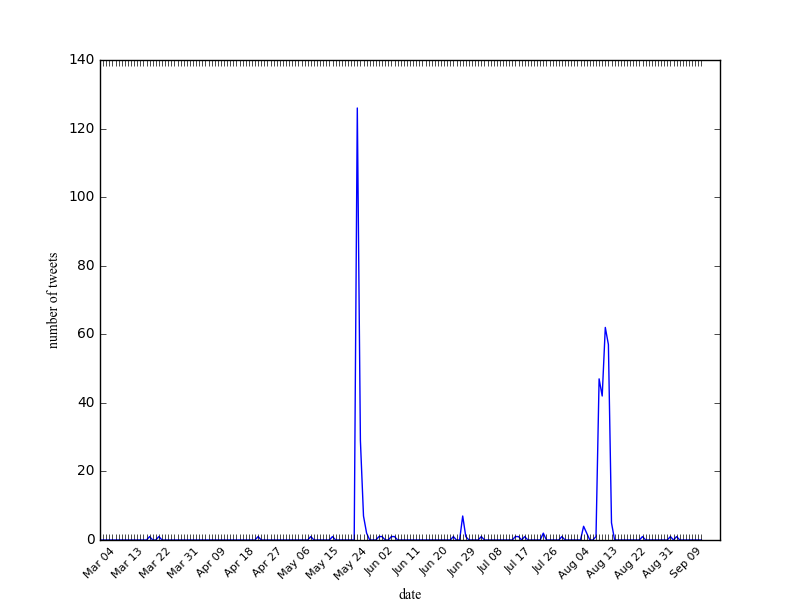 140
120
100
80
60
40
20
0
number of tweets
Mar 04
Mar 13
Mar 22
Mar 31
Apr 09
Apr 18
Apr 27
May 06
May 15
May 24
Jun 02
Jun 11
Jun 20
Jun 29
Jul 08
Jul 17
Jul 26
Aug 04
Aug 13
Aug 22
Aug 31
Sep 09
date